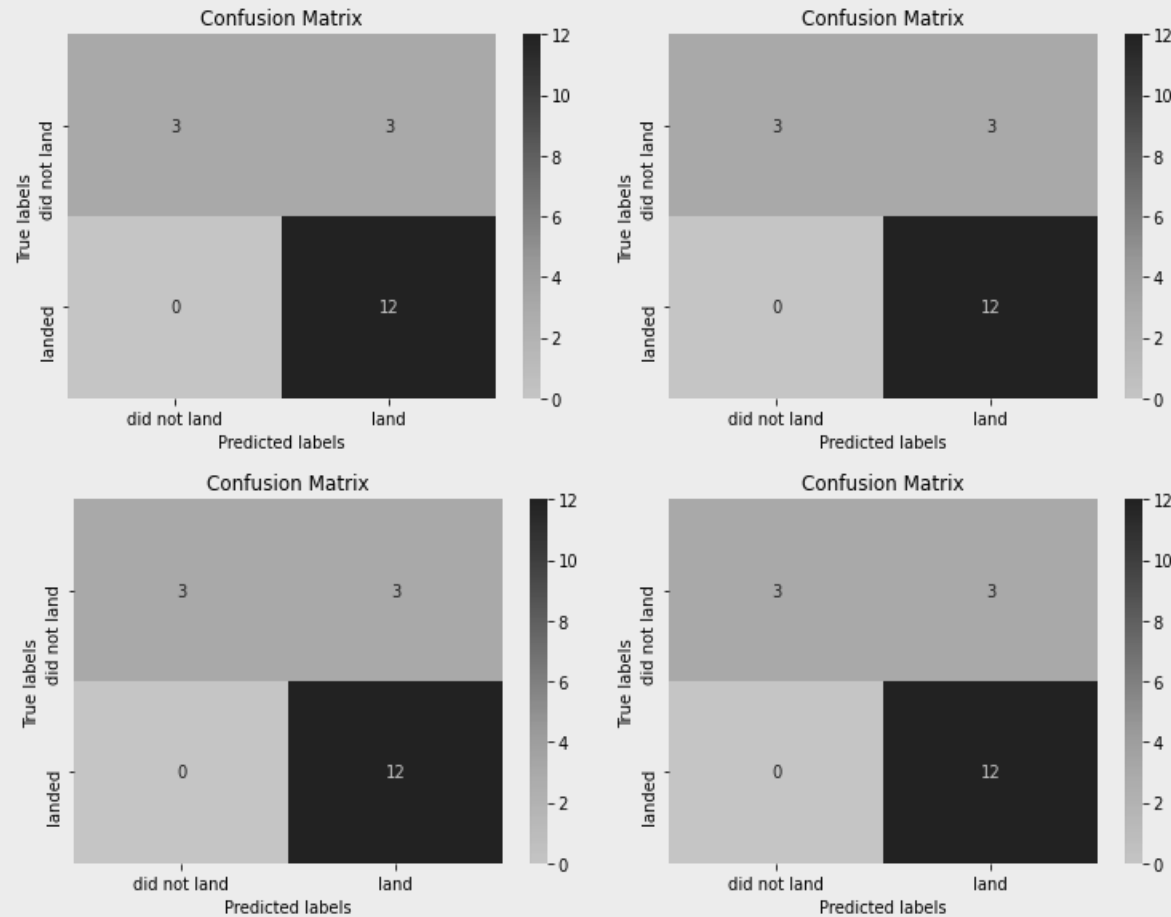 Confusion Matrix
12
10
8
6
4
2
0
True labels
did not land
landed
3 3
0 12
did not land land
Predicted labels
Confusion Matrix
12
10
8
6
4
2
0
True labels
did not land
landed
3 3
0 12
did not land land
Predicted labels
Confusion Matrix
12
10
8
6
4
2
0
True labels
did not land
landed
3 3
0 12
did not land land
Predicted labels
Confusion Matrix
12
10
8
6
4
2
0
True labels
did not land
landed
3 3
0 12
did not land land
Predicted labels